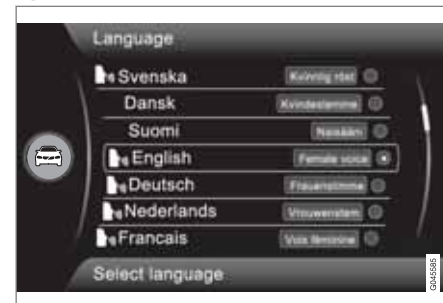 Language
Svenska Kvinnlig röst
Dansk Kvindestemme
Suomi Naisääni
English Female voice
Deutsch Frauenstimme
Nederlands Vrouwenstem
Francais Voix féminine
Select language
G045585